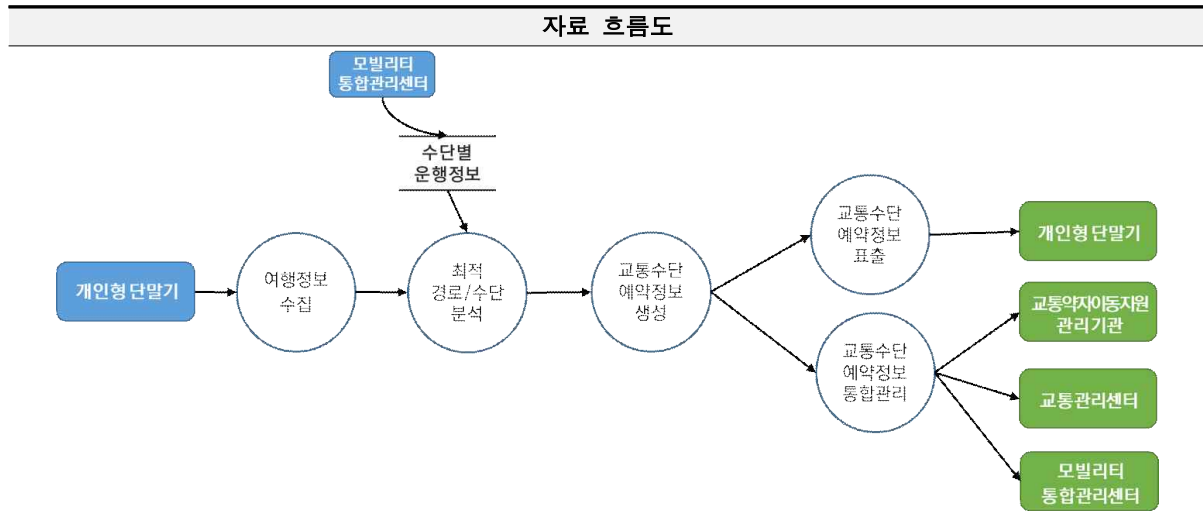 자료 흐름도
모빌리티
통합관리센터
수단별
운행정보
개인형 단말기
여행정보
수집
최적
경로/수단
분석
교통수단
예약정보
생성
교통수단
예약정보
표출
교통수단
예약정보
통합관리
개인형 단말기
교통약자이동지원
관리기관
교통관리센터
모빌리티
통합관리센터